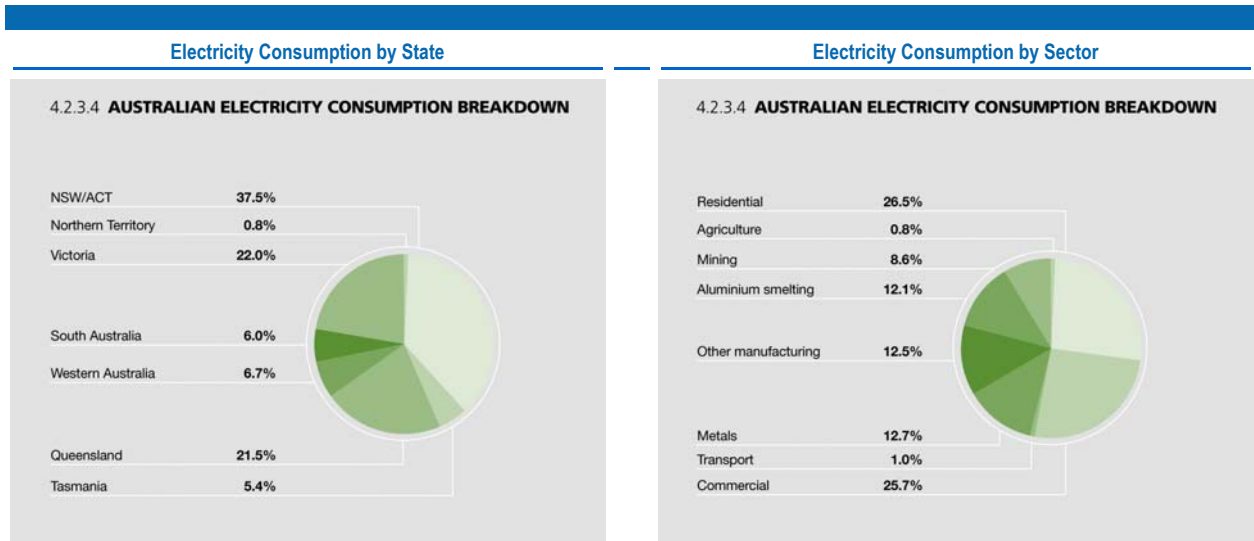 Electricity Consumption by State
4.2.3.4 AUSTRALIAN ELECTRICITY CONSUMPTION BREAKDOWN
NSW/ACT 37.5%
Northern Territory 0.8%
Victoria 22.0%
South Australia 6.0%
Western Australia 6.7%
Queensland 21.5%
Tasmania 5.4%
Electricity Consumption by Sector
4.2.3.4 AUSTRALIAN ELECTRICITY CONSUMPTION BREAKDOWN
Residential 26.5%
Agriculture 0.8%
Mining 8.6%
Aluminium smelting 12.1%
Other manufacturing 12.5%
Metals 12.7%
Transport 1.0%
Commercial 25.7%